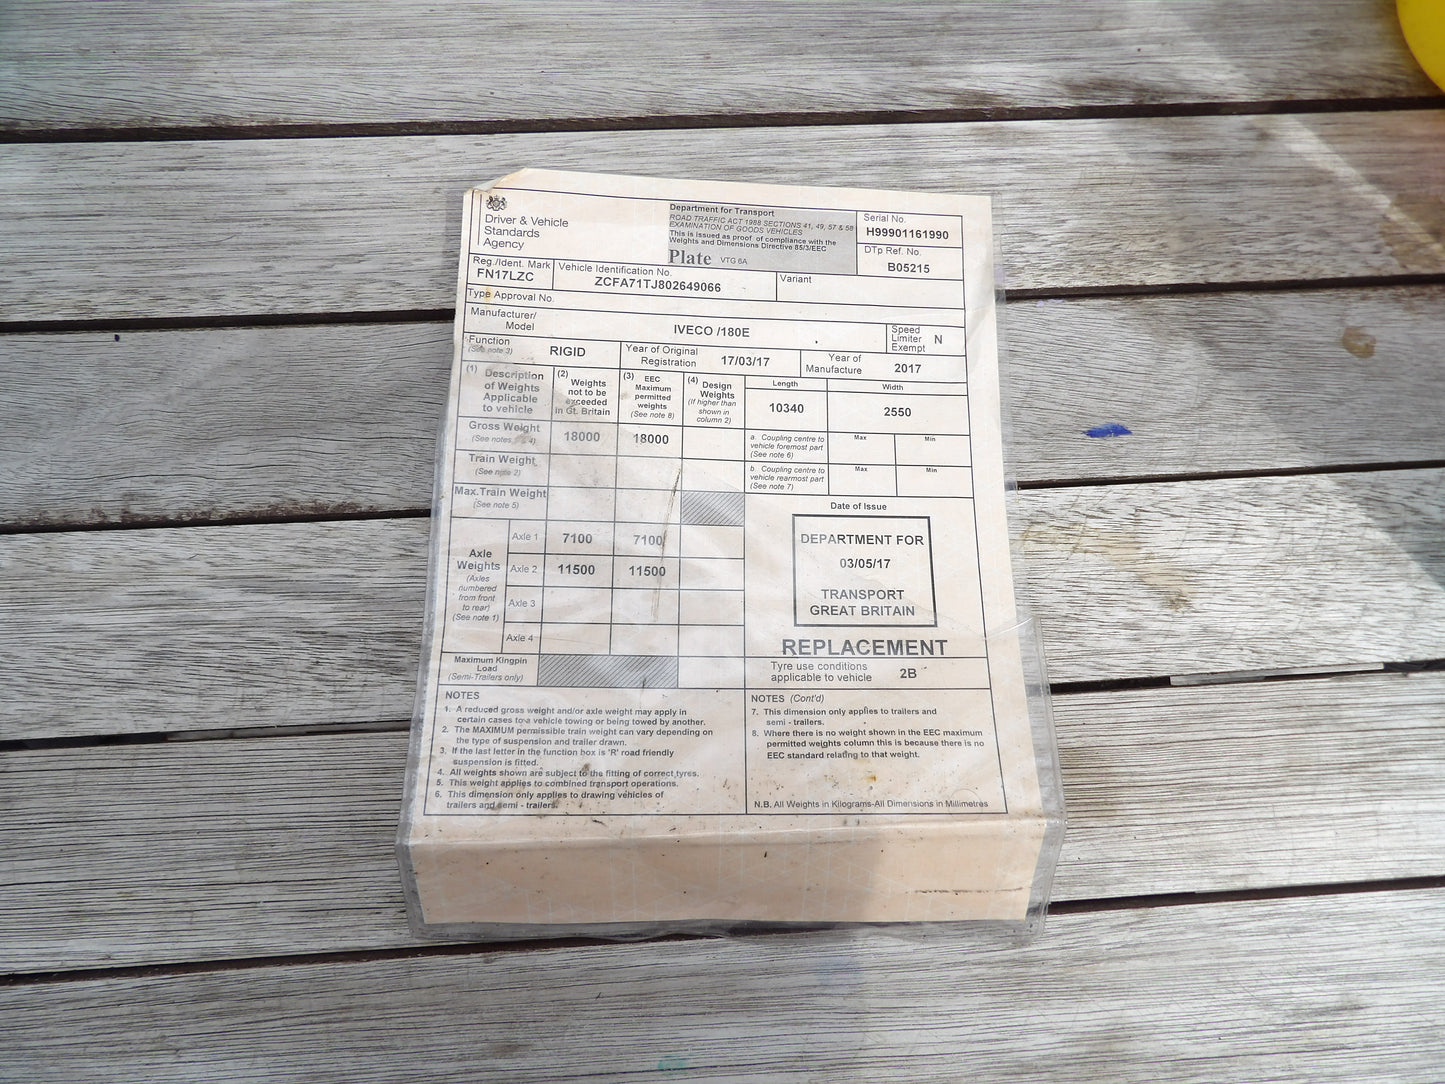 Driver & Vehicle
Standards
Agency
Department for Transport
ROAD TRAFFIC ACT 1988 SECTIONS 41, 49, 57 & 58
EXAMINATION OF GOODS VEHICLES
This is issued as proof of compliance with the
Weights and Dimensions Directive 85/3/EEC
Plate VTG 6A
Serial No.
H99901161990
DTp Ref. No.
B05215
Reg./Ident. Mark
FN17LZC
Vehicle Identification No.
ZCFA71TJ802649066
Variant
Type Approval No.
Manufacturer/
Model
IVECO /180E
Speed
Limiter
Exempt
N
Function
(See note 3)
RIGID
Year of Original
Registration
17/03/17
Year of
Manufacture
2017
(1) Description
of Weights
Applicable
to vehicle
(2) Weights
not to be
exceeded
in Gt. Britain
(3) EEC
Maximum
permitted
weights
(See note 8)
(4) Design
Weights
(If higher than
shown in
column 2)
Length
10340
Width
2550
Gross Weight
(See notes 4)
18000
18000
a. Coupling centre to
vehicle foremost part
(See note 6)
Max
Min
Train Weight
(See note 2)
b. Coupling centre to
vehicle rearmost part
(See note 7)
Max
Min
Max.Train Weight
(See note 5)
Axle
Weights
(Axles
numbered
from front
to rear)
(See note 1)
Axle 1
7100
7100
Axle 2
11500
11500
Axle 3
Axle 4
Maximum Kingpin
Load
(Semi-Trailers only)
Date of Issue
DEPARTMENT FOR
03/05/17
TRANSPORT
GREAT BRITAIN
REPLACEMENT
Tyre use conditions
applicable to vehicle
2B
NOTES
1. A reduced gross weight and/or axle weight may apply in
certain cases to a vehicle towing or being towed by another.
2. The MAXIMUM permissible train weight can vary depending on
the type of suspension and trailer drawn.
3. If the last letter in the function box is 'R' road friendly
suspension is fitted.
4. All weights shown are subject to the fitting of correct tyres.
5. This weight applies to combined transport operations.
6. This dimension only applies to drawing vehicles of
trailers and semi - trailers.
NOTES (Cont'd)
7. This dimension only applies to trailers and
semi - trailers.
8. Where there is no weight shown in the EEC maximum
permitted weights column this is because there is no
EEC standard relating to that weight.
N.B. All Weights in Kilograms-All Dimensions in Millimetres